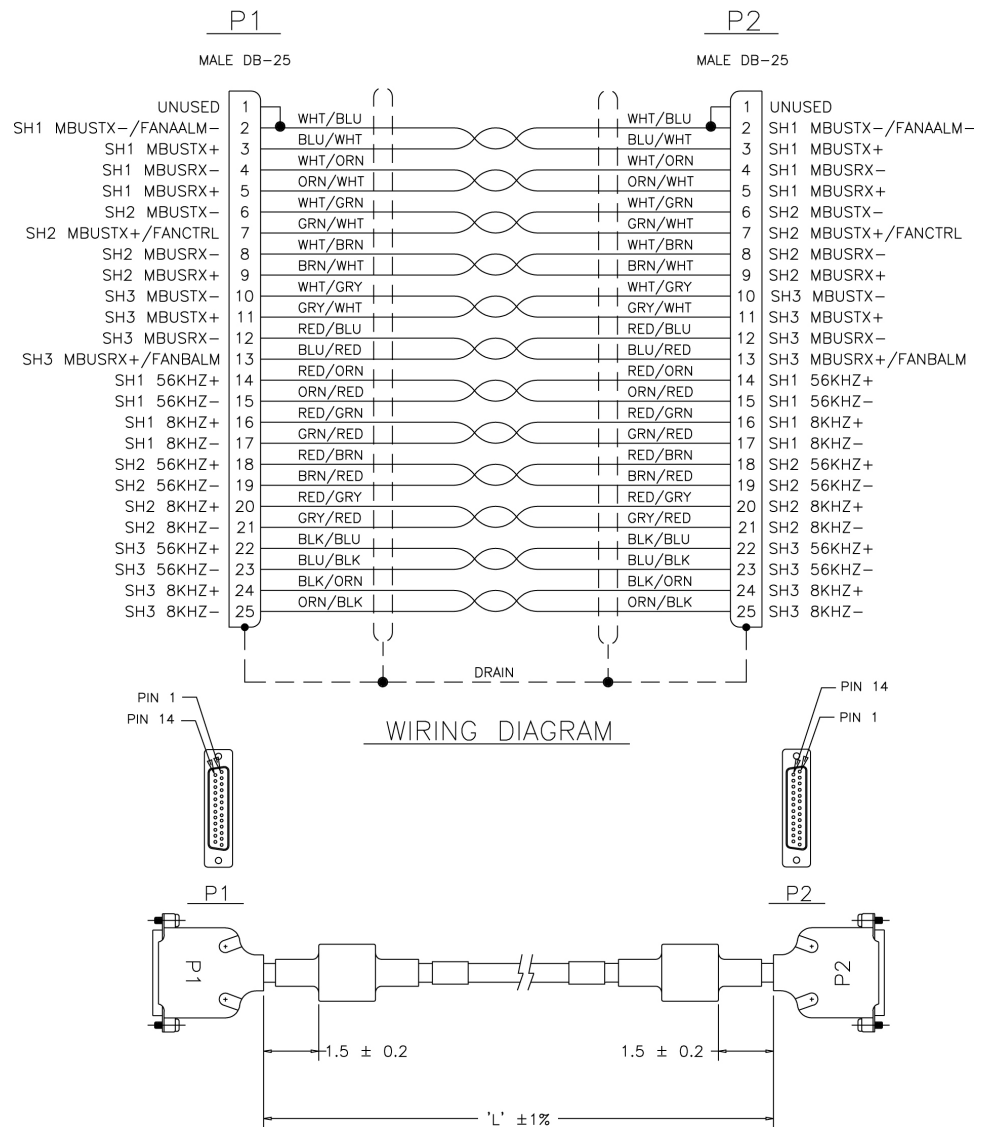 P1 P2
MALE DB-25 MALE DB-25
UNUSED 1 1 UNUSED
SH1 MBUSTX-/FANAALM- 2 WHT/BLU WHT/BLU 2 SH1 MBUSTX-/FANAALM-
SH1 MBUSTX+ 3 BLU/WHT BLU/WHT 3 SH1 MBUSTX+
SH1 MBUSRX- 4 WHT/ORN WHT/ORN 4 SH1 MBUSRX-
SH1 MBUSRX+ 5 ORN/WHT ORN/WHT 5 SH1 MBUSRX+
SH2 MBUSTX- 6 WHT/GRN WHT/GRN 6 SH2 MBUSTX-
SH2 MBUSTX+/FANCTRL 7 GRN/WHT GRN/WHT 7 SH2 MBUSTX+/FANCTRL
SH2 MBUSRX- 8 WHT/BRN WHT/BRN 8 SH2 MBUSRX-
SH2 MBUSRX+ 9 BRN/WHT BRN/WHT 9 SH2 MBUSRX+
SH3 MBUSTX- 10 WHT/GRY WHT/GRY 10 SH3 MBUSTX-
SH3 MBUSTX+ 11 GRY/WHT GRY/WHT 11 SH3 MBUSTX+
SH3 MBUSRX- 12 RED/BLU RED/BLU 12 SH3 MBUSRX-
SH3 MBUSRX+/FANBALM 13 BLU/RED BLU/RED 13 SH3 MBUSRX+/FANBALM
SH1 56KHZ+ 14 RED/ORN RED/ORN 14 SH1 56KHZ+
SH1 56KHZ- 15 ORN/RED ORN/RED 15 SH1 56KHZ-
SH1 8KHZ+ 16 RED/GRN RED/GRN 16 SH1 8KHZ+
SH1 8KHZ- 17 GRN/RED GRN/RED 17 SH1 8KHZ-
SH2 56KHZ+ 18 RED/BRN RED/BRN 18 SH2 56KHZ+
SH2 56KHZ- 19 BRN/RED BRN/RED 19 SH2 56KHZ-
SH2 8KHZ+ 20 RED/GRY RED/GRY 20 SH2 8KHZ+
SH2 8KHZ- 21 GRY/RED GRY/RED 21 SH2 8KHZ-
SH3 56KHZ+ 22 BLK/BLU BLK/BLU 22 SH3 56KHZ+
SH3 56KHZ- 23 BLU/BLK BLU/BLK 23 SH3 56KHZ-
SH3 8KHZ+ 24 BLK/ORN BLK/ORN 24 SH3 8KHZ+
SH3 8KHZ- 25 ORN/BLK ORN/BLK 25 SH3 8KHZ-
DRAIN
WIRING DIAGRAM
PIN 1 PIN 14
PIN 14 PIN 1
P1 P2
P1 P2
1.5 ± 0.2 1.5 ± 0.2
'L' ±1%